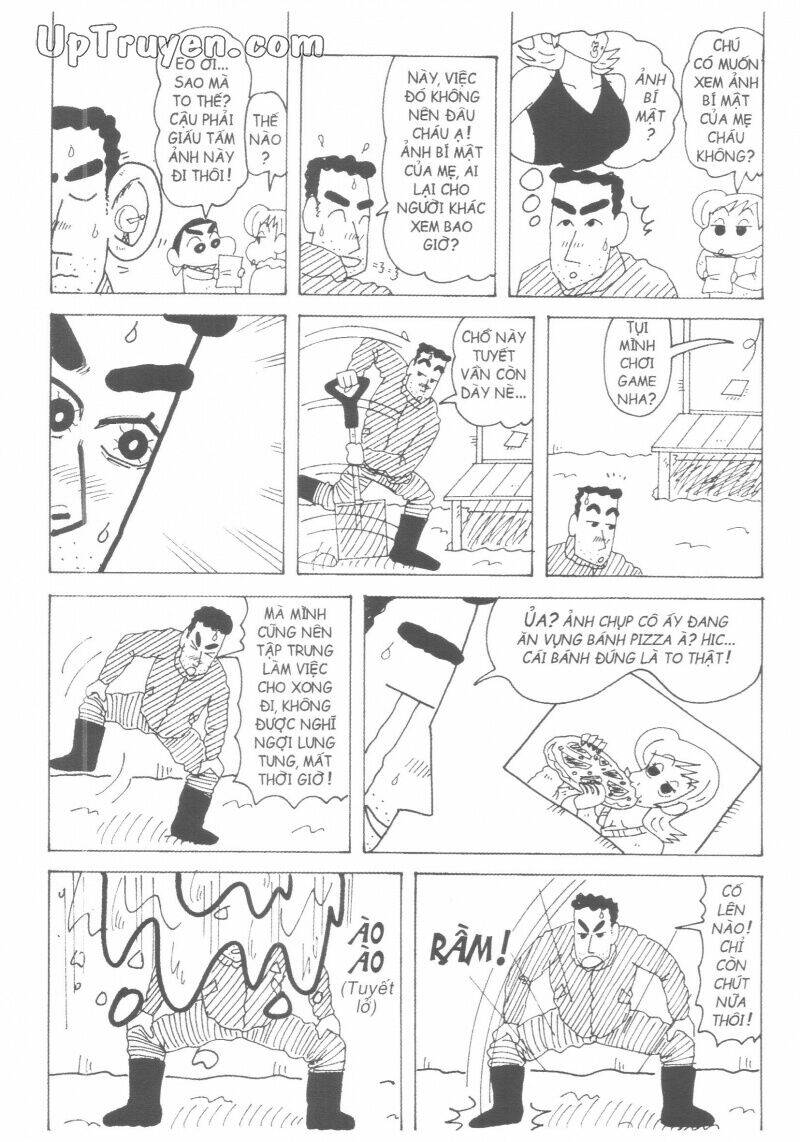 UpTruyen.com
CHÚ
CÓ MUỐN
XEM ẢNH
BÍ MẬT
CỦA MẸ
CHÁU
KHÔNG?
ẢNH
BÍ
MẬT
?
NÀY, VIỆC
ĐÓ KHÔNG
NÊN ĐÂU
CHÁU Ạ!
ẢNH BÍ MẬT
CỦA MẸ, AI
LẠI CHO
NGƯỜI KHÁC
XEM BAO
GIỜ?
THẾ
NÀO
?
EO ƠI...
SAO MÀ
TO THẾ?
CẬU PHẢI
GIẤU TẤM
ẢNH NÀY
ĐI THÔI!
TỤI
MÌNH
CHƠI
GAME
NHA?
CHỖ NÀY
TUYẾT
VẪN CÒN
DÀY NÈ...
ỦA? ẢNH CHỤP CÔ ẤY ĐANG
ĂN VỤNG BÁNH PIZZA À? HIC...
CÁI BÁNH ĐÚNG LÀ TO THẬT!
MÀ MÌNH
CŨNG NÊN
TẬP TRUNG
LÀM VIỆC
CHO XONG
ĐI, KHÔNG
ĐƯỢC NGHĨ
NGỢI LUNG
TUNG, MẤT
THỜI GIỜ!
CỐ
LÊN
NÀO!
CHỈ
CÒN
CHÚT
NỮA
THÔI!
RẦM!
ÀO
ÀO
(Tuyết
lở)